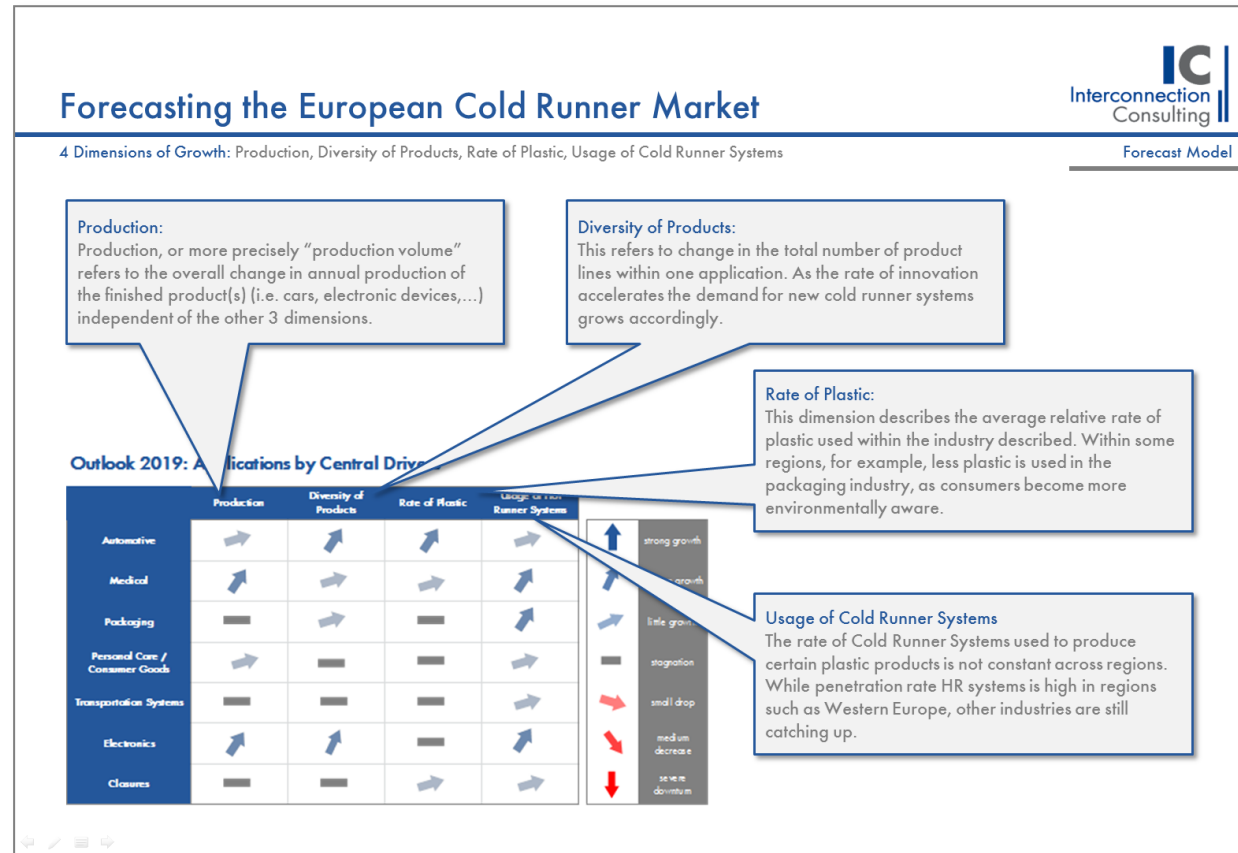 IC
Interconnection
Consulting
Forecasting the European Cold Runner Market
4 Dimensions of Growth: Production, Diversity of Products, Rate of Plastic, Usage of Cold Runner Systems
Forecast Model
Production:
Production, or more precisely “production volume”
refers to the overall change in annual production of
the finished product(s) (i.e. cars, electronic devices,...)
independent of the other 3 dimensions.
Diversity of Products:
This refers to change in the total number of product
lines within one application. As the rate of innovation
accelerates the demand for new cold runner systems
grows accordingly.
Rate of Plastic:
This dimension describes the average relative rate of
plastic used within the industry described. Within some
regions, for example, less plastic is used in the
packaging industry, as consumers become more
environmentally aware.
Usage of Cold Runner Systems
The rate of Cold Runner Systems used to produce
certain plastic products is not constant across regions.
While penetration rate HR systems is high in regions
such as Western Europe, other industries are still
catching up.
Outlook 2019: by Central
Production
Diversity of
Products
Rate of Plastic
Usage of Hot
Runner Systems
Automotive
Medical
Packaging
Personal Care /
Consumer Goods
Transportation Systems
Electronics
Closures
strong growth
growth
little
stagnation
small drop
medium
decrease
severe
downturn